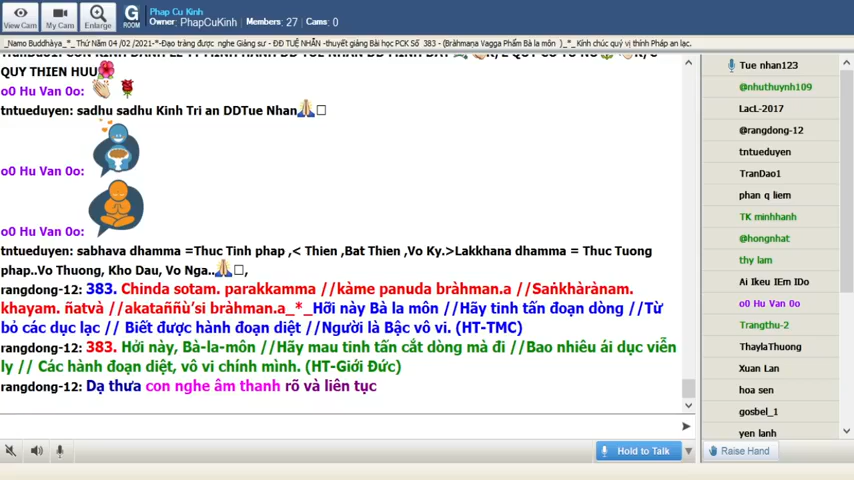 Phap Cu Kinh
Owner: PhapCuKinh Members: 27 Cams: 0
View Cam My Cam Enlarge G ROOM
_Namo Buddhàya_*_ Thứ Năm 04 /02 /2021-*-Đạo tràng được nghe Giảng sư - ĐĐ TUỆ NHÃN -thuyết giảng Bài học PCK Số 383 - (Bràhmaṇa Vagga Phẩm Bà la môn )_*_ Kính chúc quý vị thính Pháp an lạc.
QUY THIEN HUU
o0 Hu Van 0o:
tntueduyen: sadhu sadhu Kinh Tri an DDTue Nhan
o0 Hu Van 0o:
o0 Hu Van 0o:
tntueduyen: sabhava dhamma =Thuc Tinh phap ,< Thien ,Bat Thien ,Vo Ky.>Lakkhana dhamma = Thuc Tuong
phap..Vo Thuong, Kho Dau, Vo Nga..,
rangdong-12: 383. Chinda sotam. parakkamma //kàme panuda bràhman.a //Saṅkhàrànam.
khayam. ñatvà //akataññù’si bràhman.a_*_Hỡi này Bà la môn //Hãy tinh tấn đoạn dòng //Từ
bỏ các dục lạc // Biết được hành đoạn diệt //Người là Bậc vô vi. (HT-TMC)
rangdong-12: 383. Hởi này, Bà-la-môn //Hãy mau tinh tấn cắt dòng mà đi //Bao nhiêu ái dục viễn
ly // Các hành đoạn diệt, vô vi chính mình. (HT-Giới Đức)
rangdong-12: Dạ thưa con nghe âm thanh rõ và liên tục
Tue nhan123
@nhuthuynh109
LacL-2017
@rangdong-12
tntueduyen
TranDao1
phan q liem
TK minhhanh
@hongnhat
thy lam
Ai Ikeu IEm IDo
o0 Hu Van 0o
Trangthu-2
ThaylaThuong
Xuan Lan
hoa sen
gosbel_1
yen lanh
Hold to Talk
Raise Hand